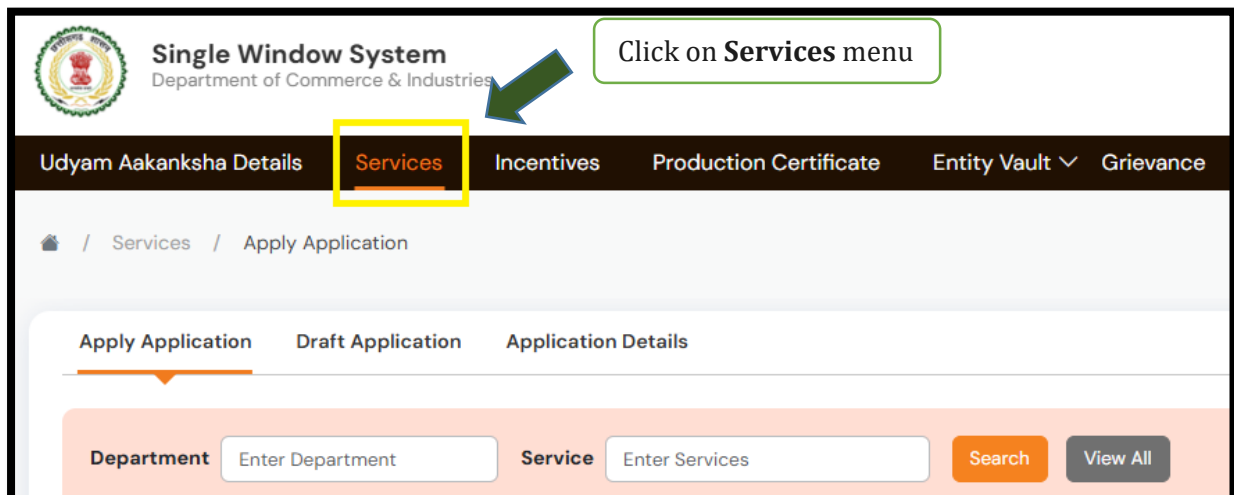 Single Window System
Department of Commerce & Industries
Click on Services menu
Udyam Aakanksha Details Services Incentives Production Certificate Entity Vault Grievance
/ Services / Apply Application
Apply Application Draft Application Application Details
Department Enter Department Service Enter Services Search View All